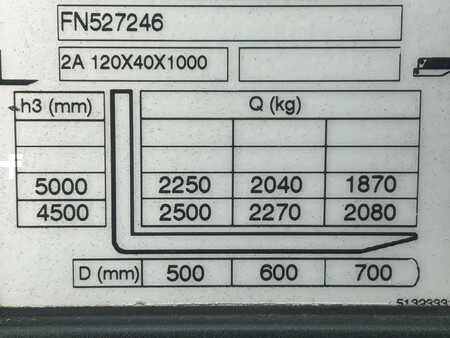 FN527246
2A 120X40X1000
h3 (mm) Q (kg)
5000 2250 2040 1870
4500 2500 2270 2080
D (mm) 500 600 700